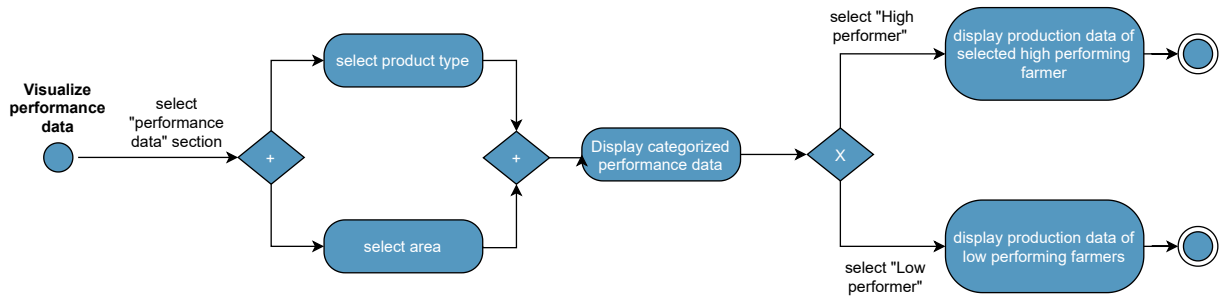 Visualize
performance
data
select
"performance
data" section
+
select product type
select area
+
Display categorized
performance data
X
select "High
performer"
display production data of
selected high performing
farmer
select "Low
performer"
display production data of
low performing farmers